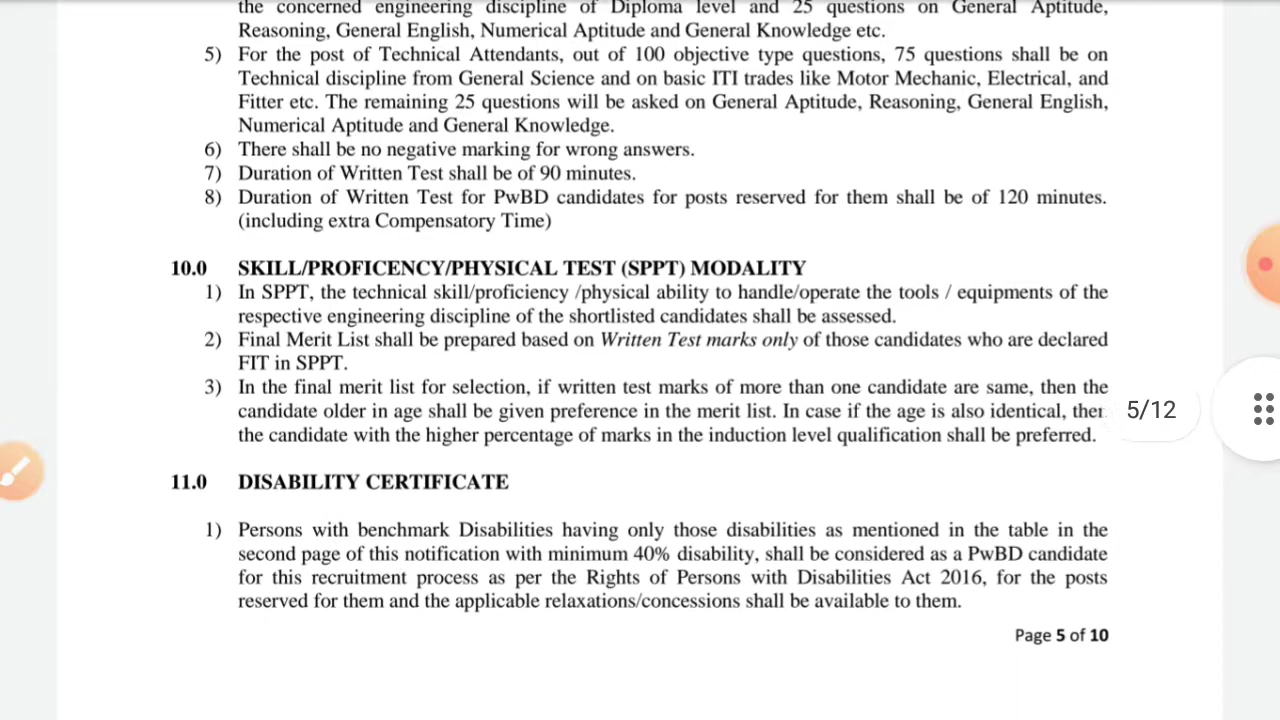 the concerned engineering discipline of Diploma level and 25 questions on General Aptitude,
Reasoning, General English, Numerical Aptitude and General Knowledge etc.
5) For the post of Technical Attendants, out of 100 objective type questions, 75 questions shall be on
Technical discipline from General Science and on basic ITI trades like Motor Mechanic, Electrical, and
Fitter etc. The remaining 25 questions will be asked on General Aptitude, Reasoning, General English,
Numerical Aptitude and General Knowledge.
6) There shall be no negative marking for wrong answers.
7) Duration of Written Test shall be of 90 minutes.
8) Duration of Written Test for PwBD candidates for posts reserved for them shall be of 120 minutes.
(including extra Compensatory Time)
10.0 SKILL/PROFICENCY/PHYSICAL TEST (SPPT) MODALITY
1) In SPPT, the technical skill/proficiency /physical ability to handle/operate the tools / equipments of the
respective engineering discipline of the shortlisted candidates shall be assessed.
2) Final Merit List shall be prepared based on Written Test marks only of those candidates who are declared
FIT in SPPT.
3) In the final merit list for selection, if written test marks of more than one candidate are same, then the
candidate older in age shall be given preference in the merit list. In case if the age is also identical, then
the candidate with the higher percentage of marks in the induction level qualification shall be preferred.
5/12
11.0 DISABILITY CERTIFICATE
1) Persons with benchmark Disabilities having only those disabilities as mentioned in the table in the
second page of this notification with minimum 40% disability, shall be considered as a PwBD candidate
for this recruitment process as per the Rights of Persons with Disabilities Act 2016, for the posts
reserved for them and the applicable relaxations/concessions shall be available to them.
Page 5 of 10